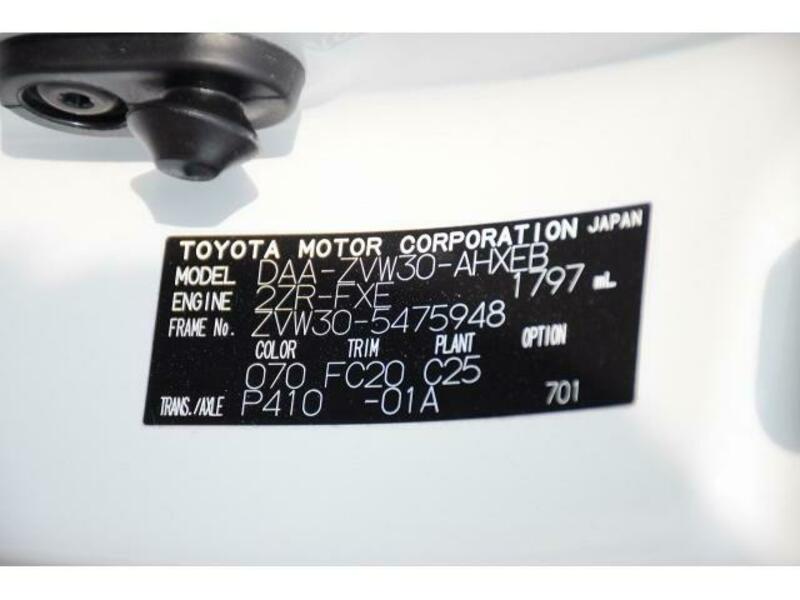 TOYOTA MOTOR CORPORATION JAPAN
MODEL DAA-ZVW30-AHXEB
ENGINE 2ZR-FXE 1797 mL
FRAME No. ZVW30-5475948
COLOR TRIM PLANT OPTION
070 FC20 C25
TRANS./AXLE P410 -01A 701